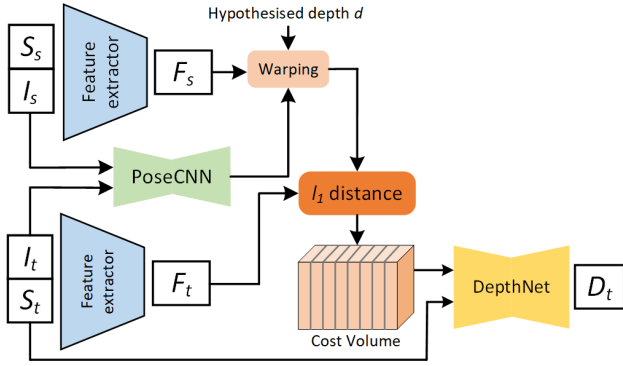 Hypothesised depth d
S_s
I_s
Feature
extractor
F_s
Warping
PoseCNN
l_1 distance
I_t
S_t
Feature
extractor
F_t
Cost Volume
DepthNet
D_t